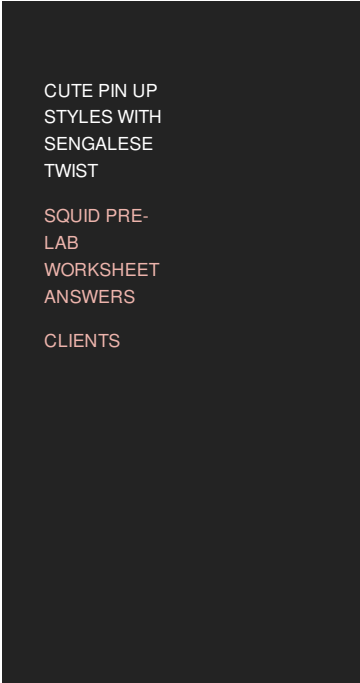 CUTE PIN UP
STYLES WITH
SENGALESE
TWIST
SQUID PRE-
LAB
WORKSHEET
ANSWERS
CLIENTS